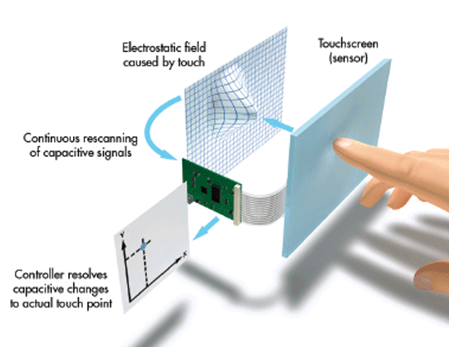 Electrostatic field
caused by touch
Touchscreen
(sensor)
Continuous rescanning
of capacitive signals
Y
X
Controller resolves
capacitive changes
to actual touch point